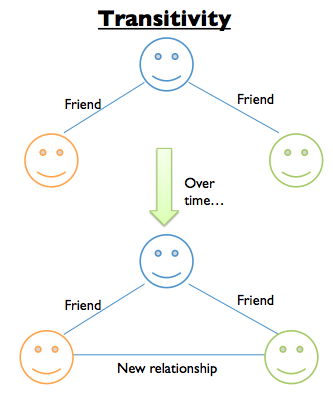 Transitivity
Friend
Friend
Over
time…
Friend
Friend
New relationship